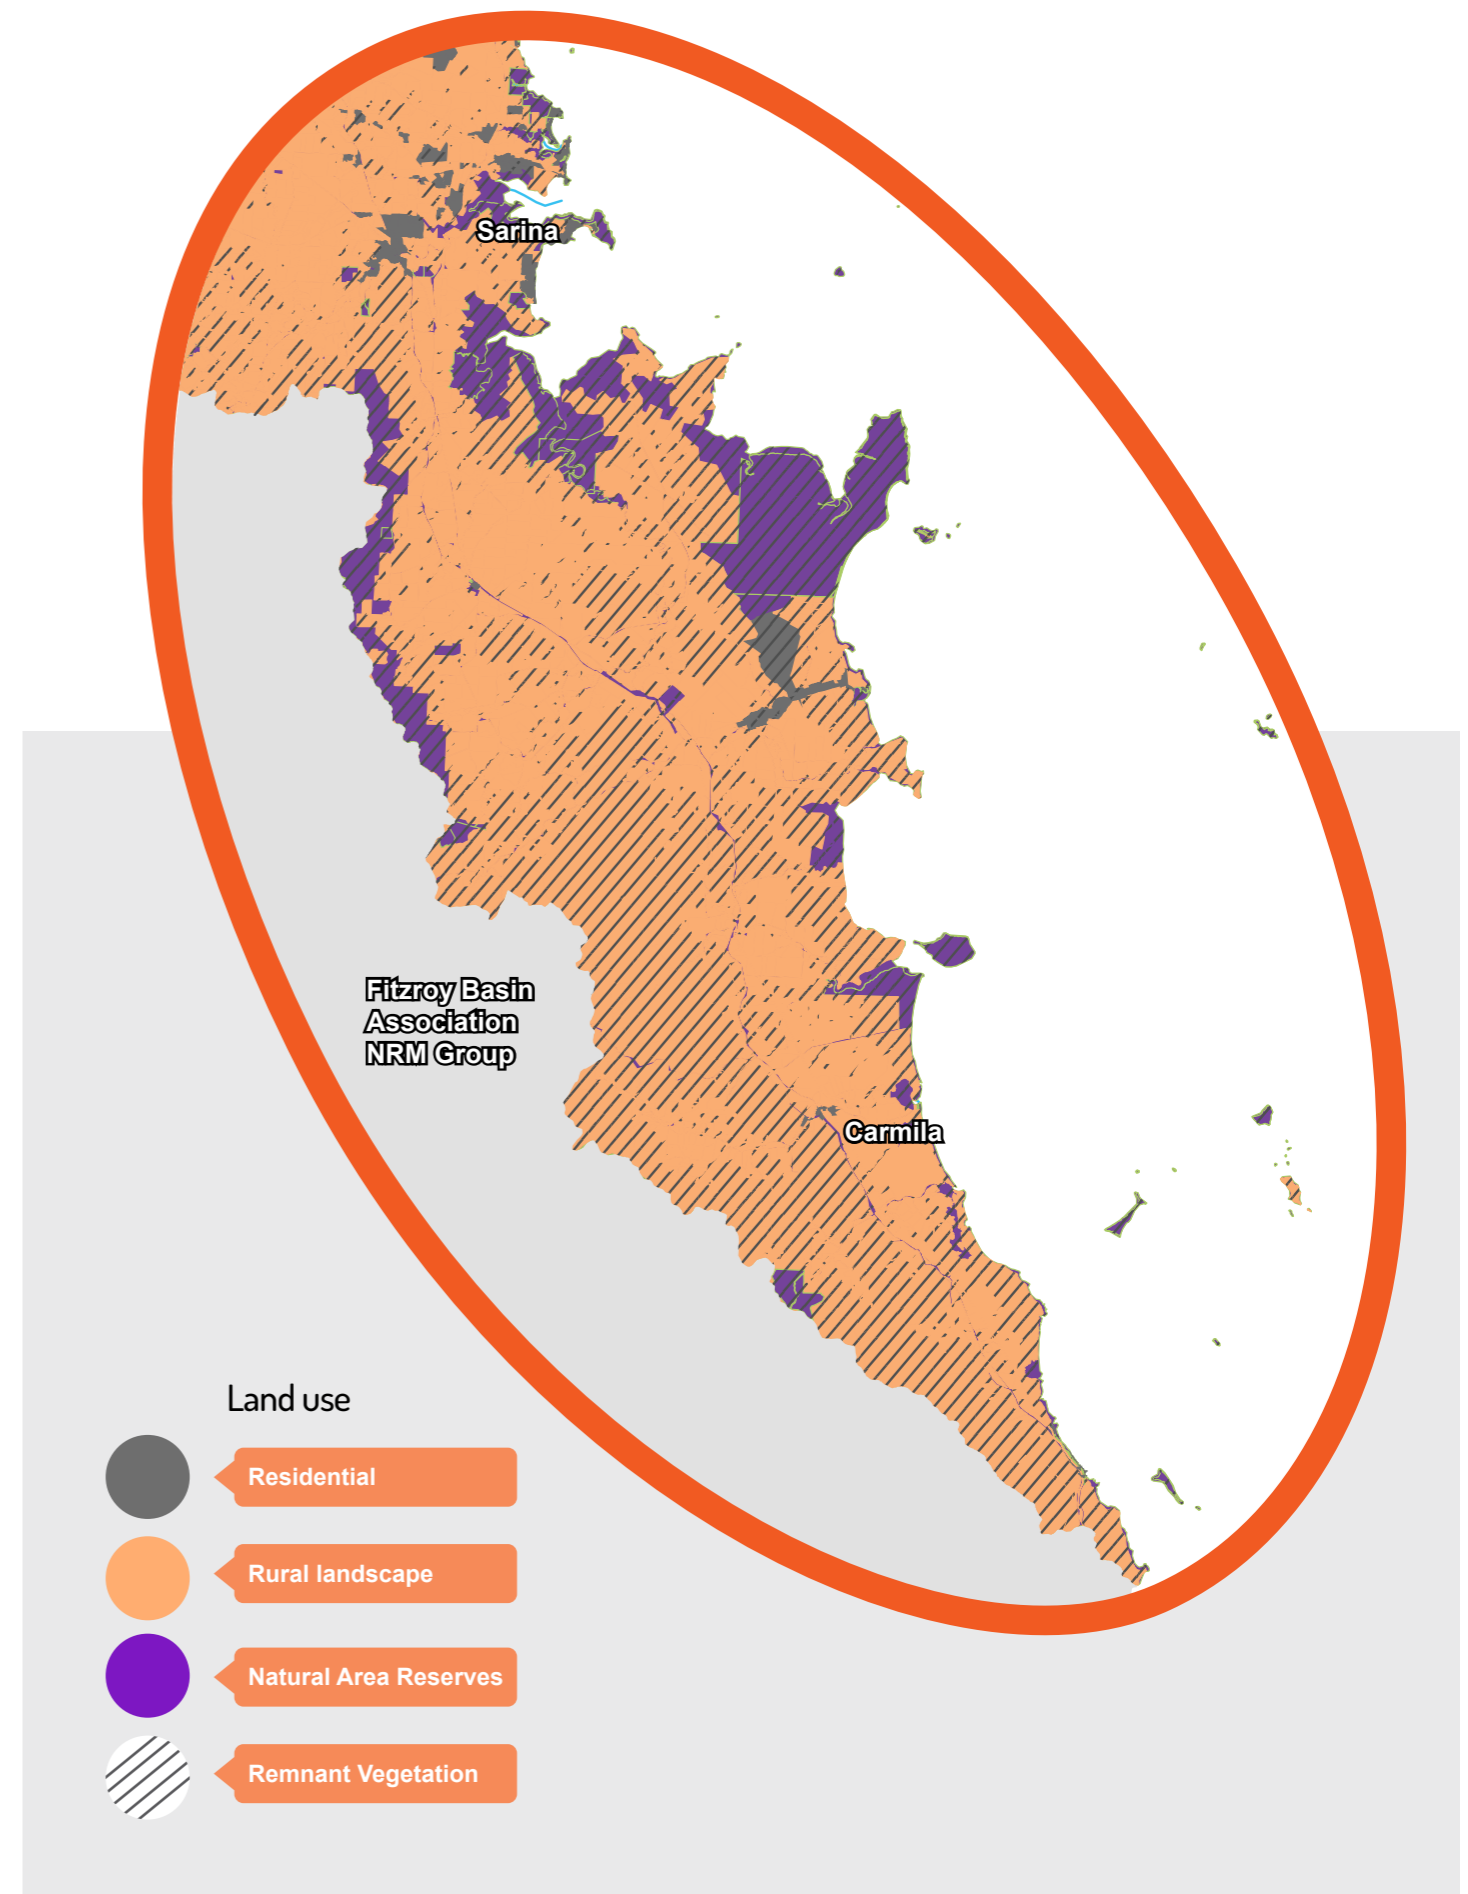 Sarina
Fitzroy Basin
Association
NRM Group
Carmila
Land use
Residential
Rural landscape
Natural Area Reserves
Remnant Vegetation